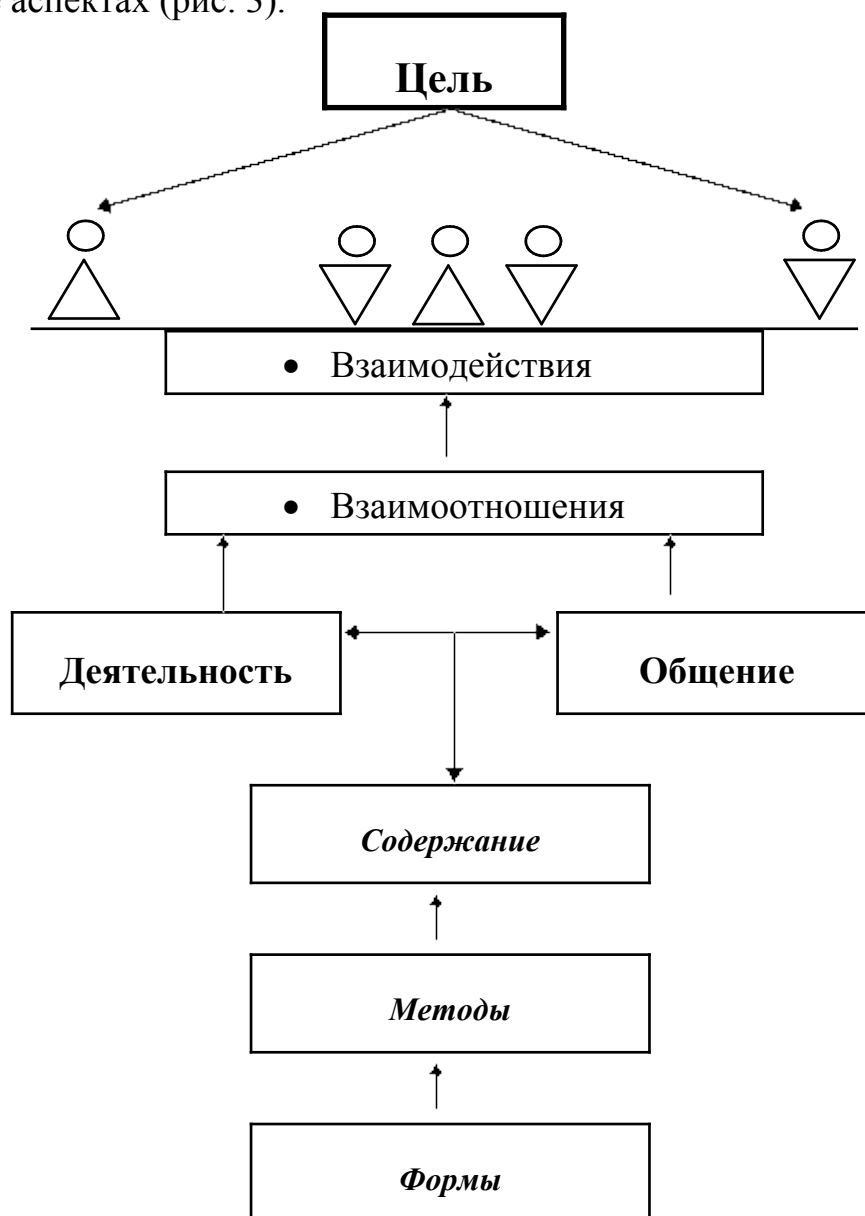 аспектах (рис. 3).
Цель
• Взаимодействия
• Взаимоотношения
Деятельность
Общение
Содержание
Методы
Формы